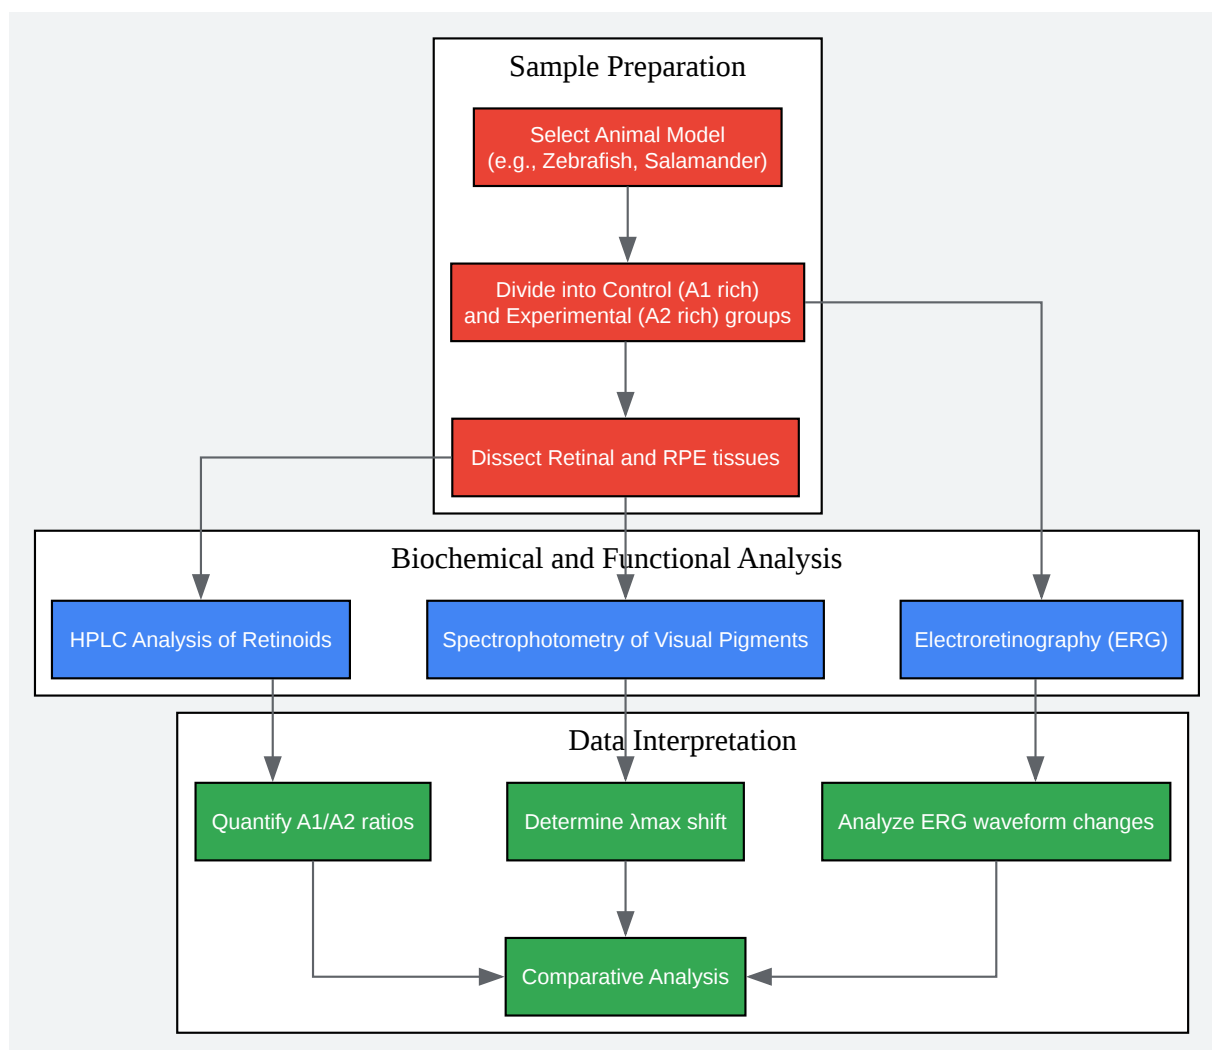 Sample Preparation
Select Animal Model
(e.g., Zebrafish, Salamander)
Divide into Control (A1 rich)
and Experimental (A2 rich) groups
Dissect Retinal and RPE tissues
Biochemical and Functional Analysis
HPLC Analysis of Retinoids
Spectrophotometry of Visual Pigments
Electroretinography (ERG)
Data Interpretation
Quantify A1/A2 ratios
Determine λmax shift
Analyze ERG waveform changes
Comparative Analysis